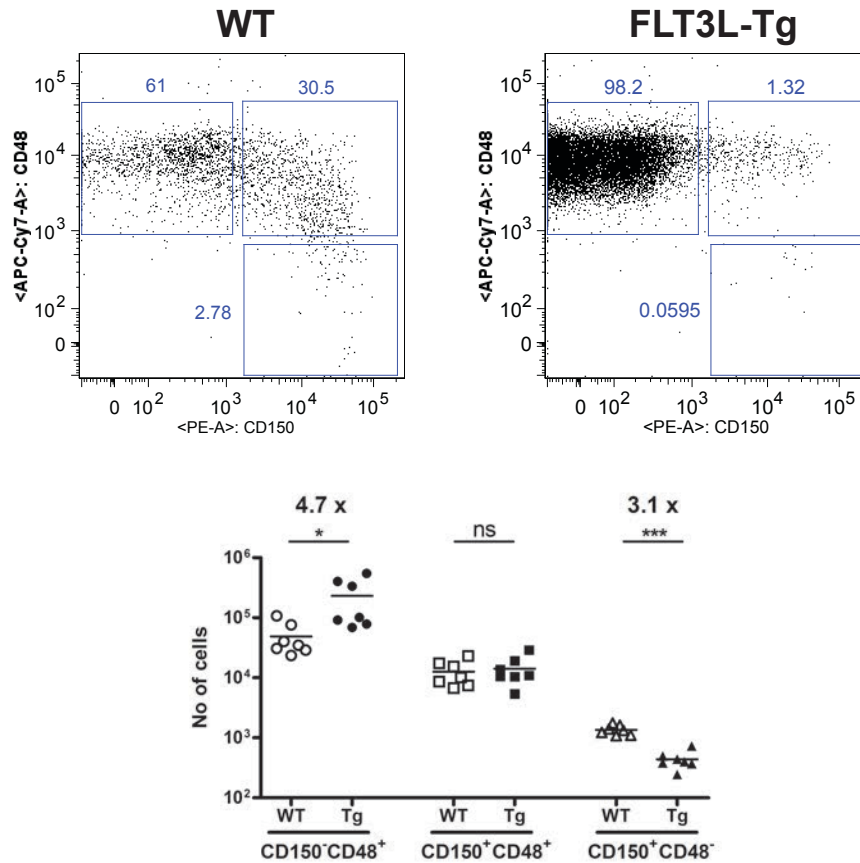 WT FLT3L-Tg
61 30.5
2.78
10⁵
10⁴
10³
10²
0
<APC-Cy7-A>: CD48
0 10² 10³ 10⁴ 10⁵
<PE-A>: CD150
98.2 1.32
0.0595
10⁵
10⁴
10³
10²
0
<APC-Cy7-A>: CD48
0 10² 10³ 10⁴ 10⁵
<PE-A>: CD150
4.7 x 3.1 x
* ns ***
10⁶
10⁵
10⁴
10³
10²
No of cells
WT Tg WT Tg WT Tg
CD150⁻CD48⁺ CD150⁺CD48⁺ CD150⁺CD48⁻